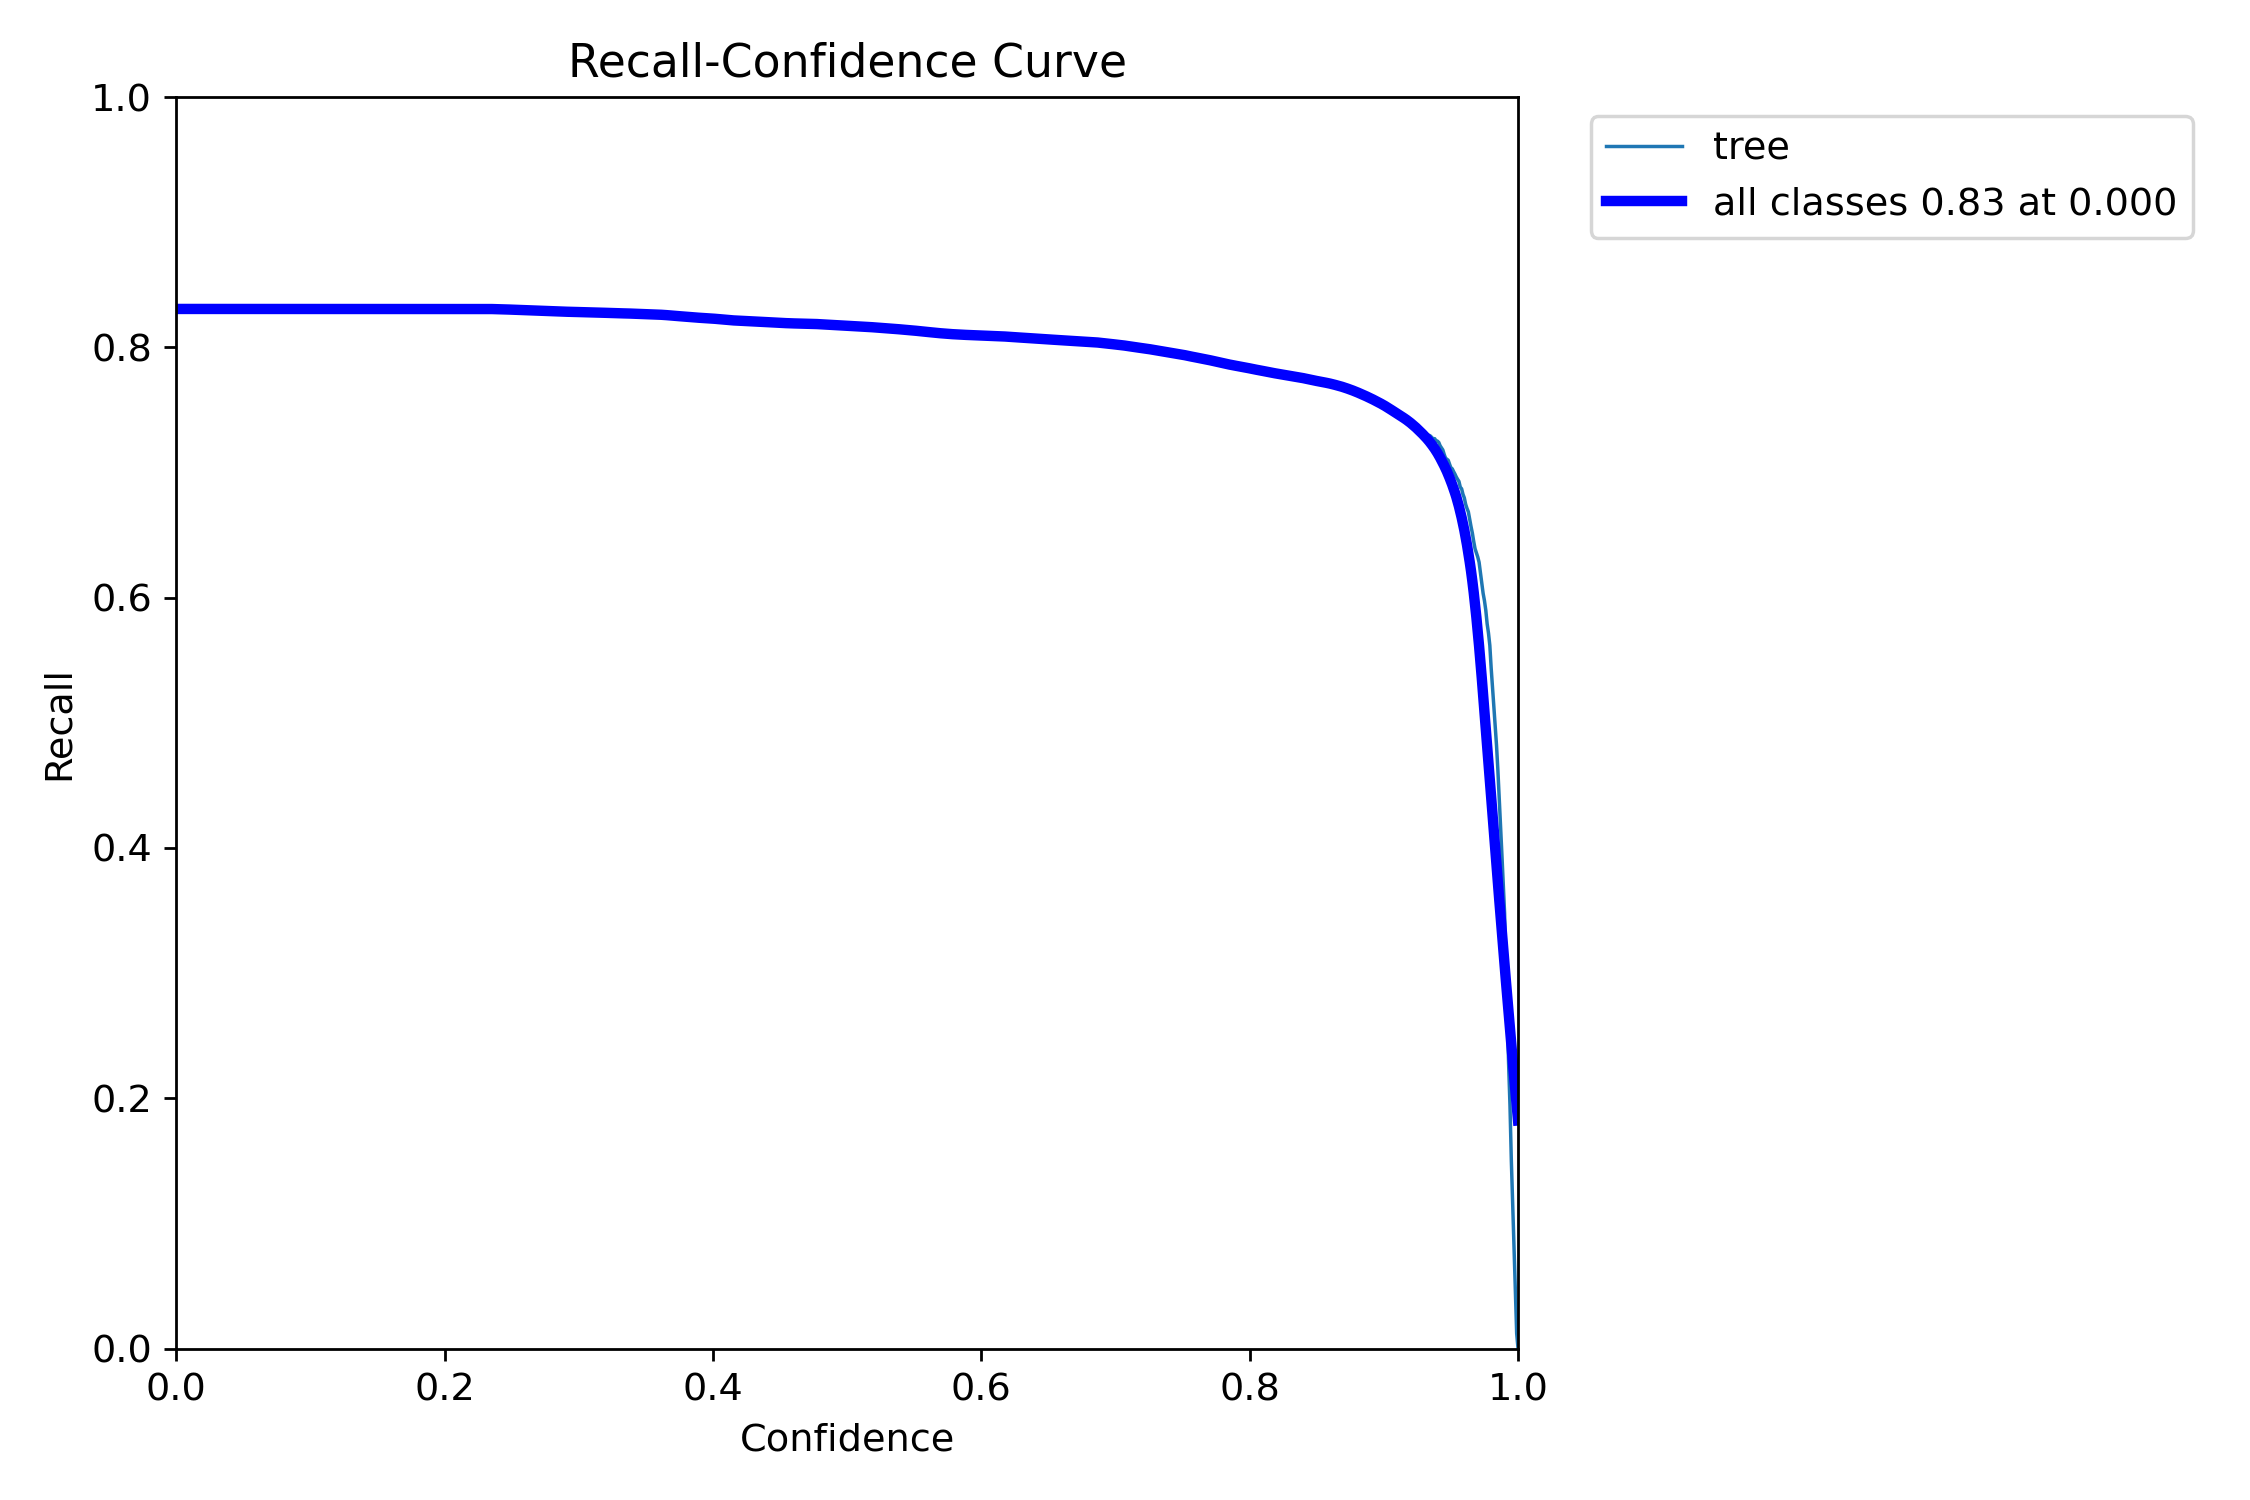 Recall-Confidence Curve
1.0
0.8
0.6
0.4
0.2
0.0
Recall
0.0 0.2 0.4 0.6 0.8 1.0
Confidence
tree
all classes 0.83 at 0.000